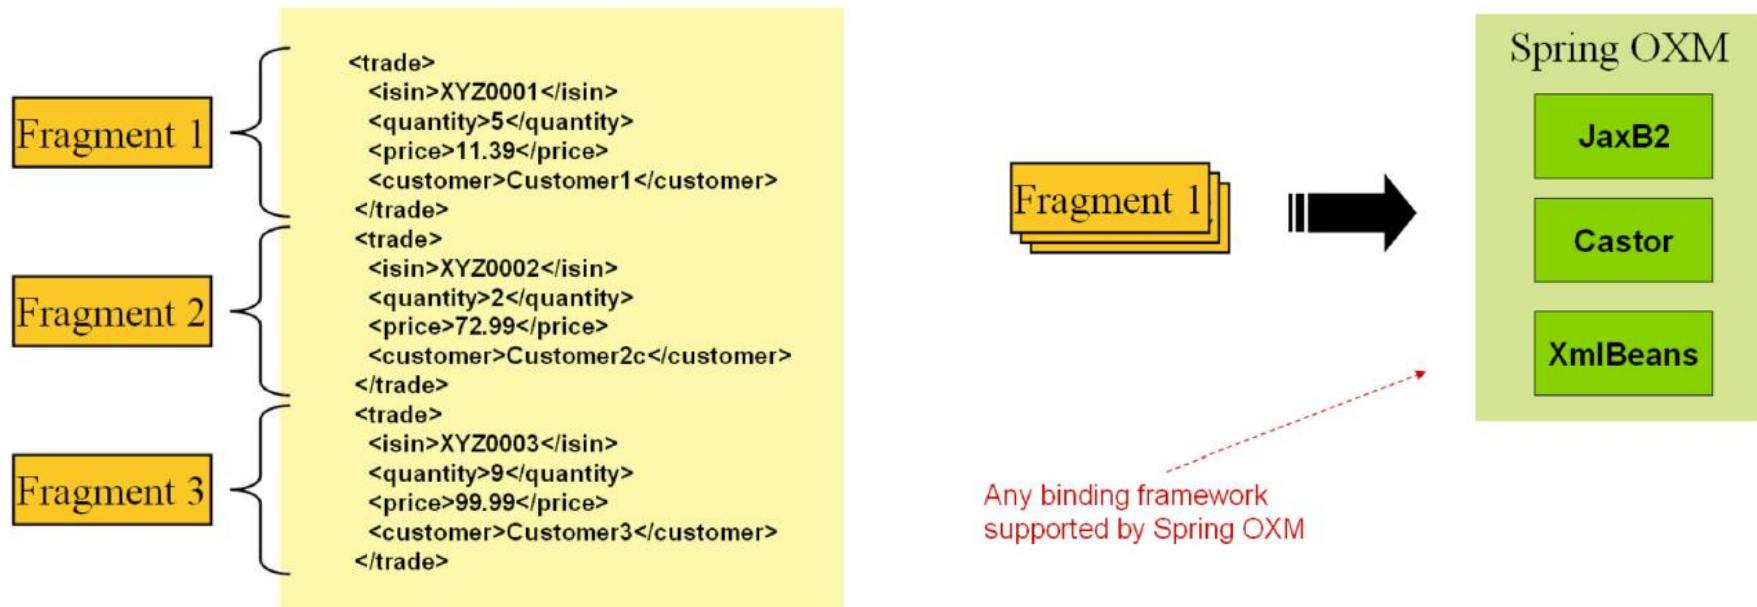 Fragment 1
<trade>
<isin>XYZ0001</isin>
<quantity>5</quantity>
<price>11.39</price>
<customer>Customer1</customer>
</trade>
Fragment 2
<trade>
<isin>XYZ0002</isin>
<quantity>2</quantity>
<price>72.99</price>
<customer>Customer2c</customer>
</trade>
Fragment 3
<trade>
<isin>XYZ0003</isin>
<quantity>9</quantity>
<price>99.99</price>
<customer>Customer3</customer>
</trade>
Fragment 1
Spring OXM
JaxB2
Castor
XmlBeans
Any binding framework
supported by Spring OXM